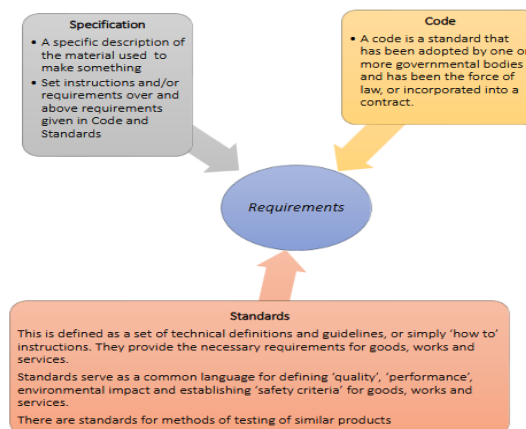 Specification
• A specific description of
the material used to
make something
• Set instructions and/or
requirements over and
above requirements
given in Code and
Standards
Code
• A code is a standard that
has been adopted by one or
more governmental bodies
and has been the force of
law, or incorporated into a
contract.
Requirements
Standards
This is defined as a set of technical definitions and guidelines, or simply ‘how to’
instructions. They provide the necessary requirements for goods, works and
services.
Standards serve as a common language for defining ‘quality’, ‘performance’,
environmental impact and establishing ‘safety criteria’ for goods, works and
services.
There are standards for methods of testing of similar products